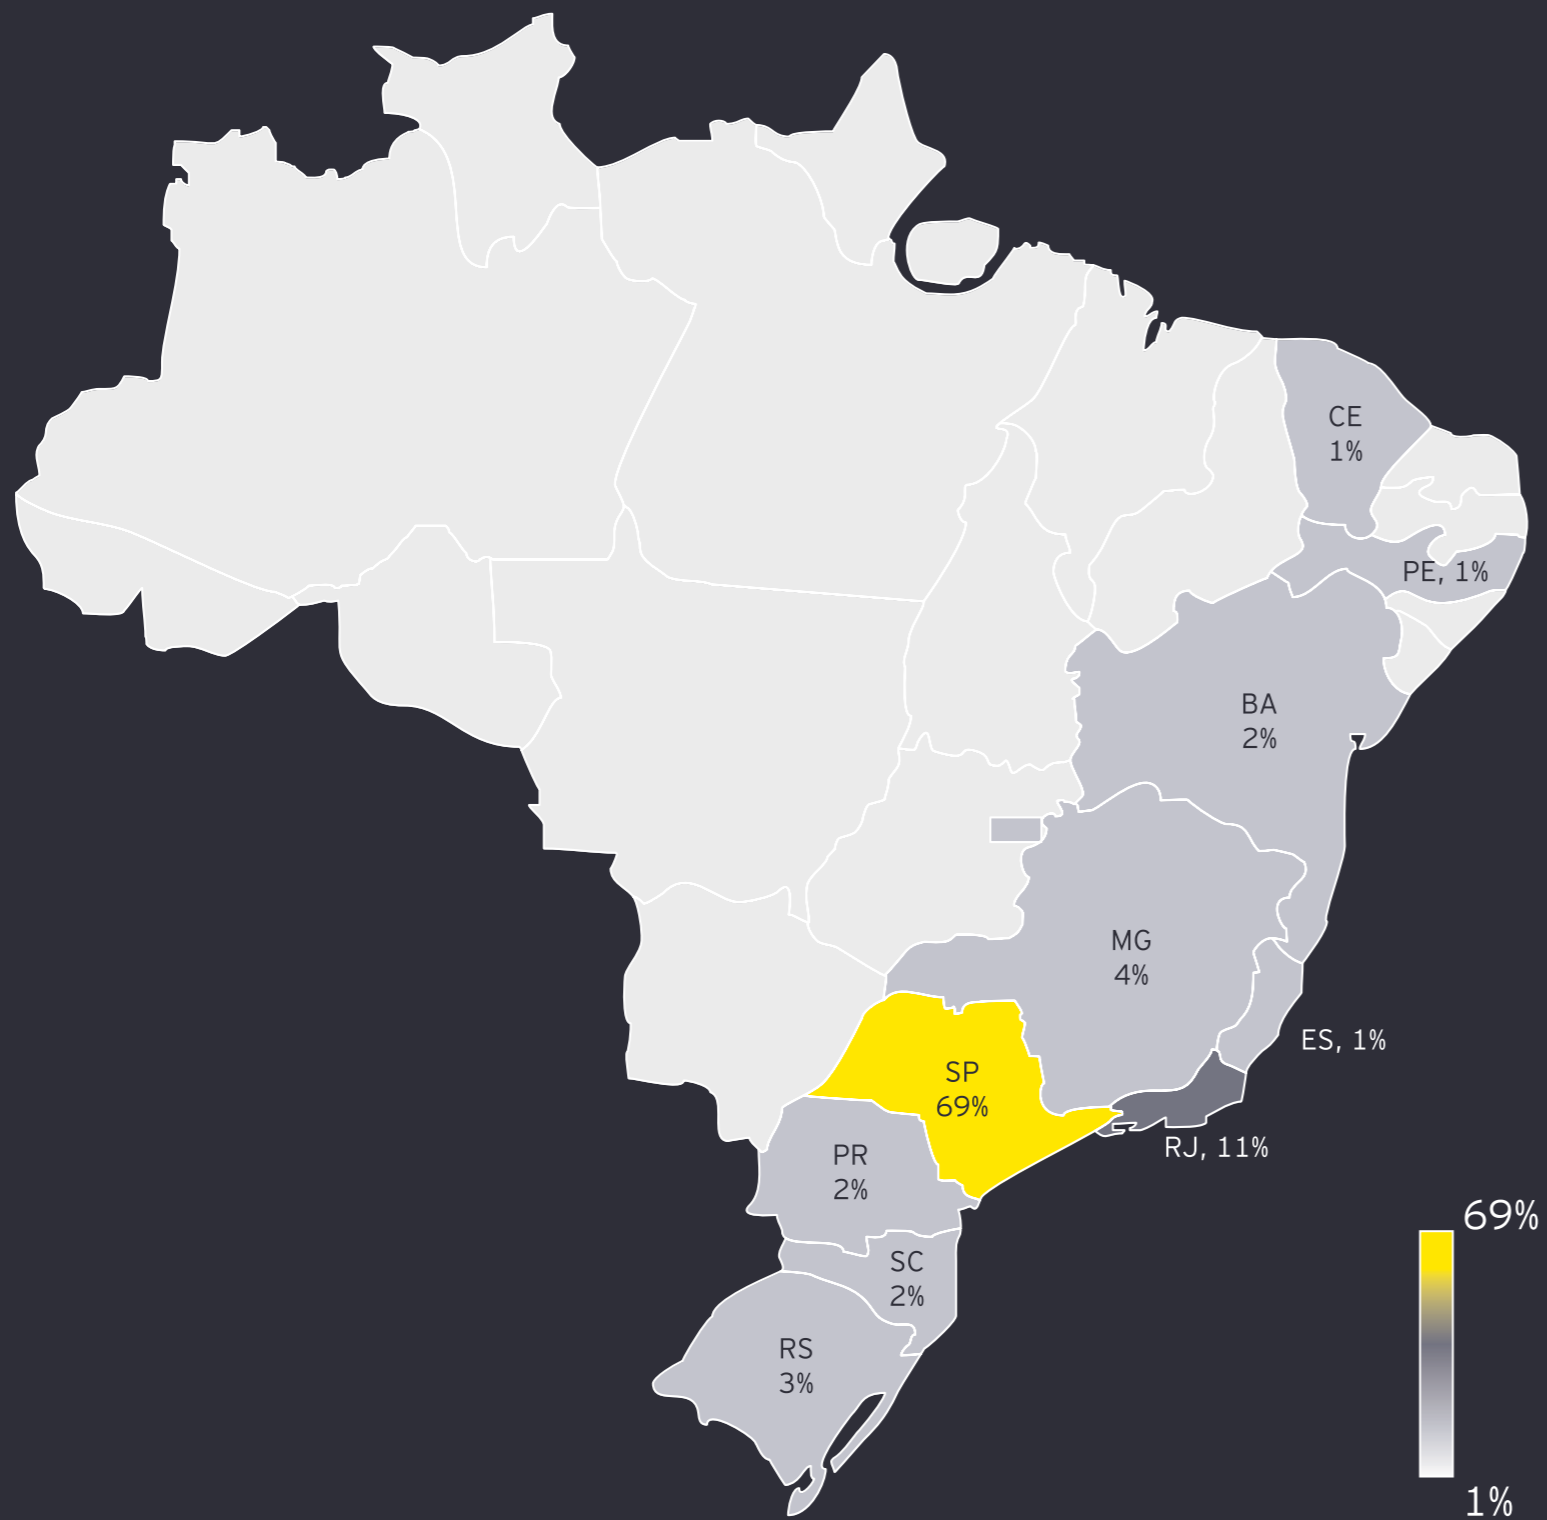 CE
1%
PE, 1%
BA
2%
MG
4%
ES, 1%
SP
69%
RJ, 11%
PR
2%
SC
2%
RS
3%
69%
1%